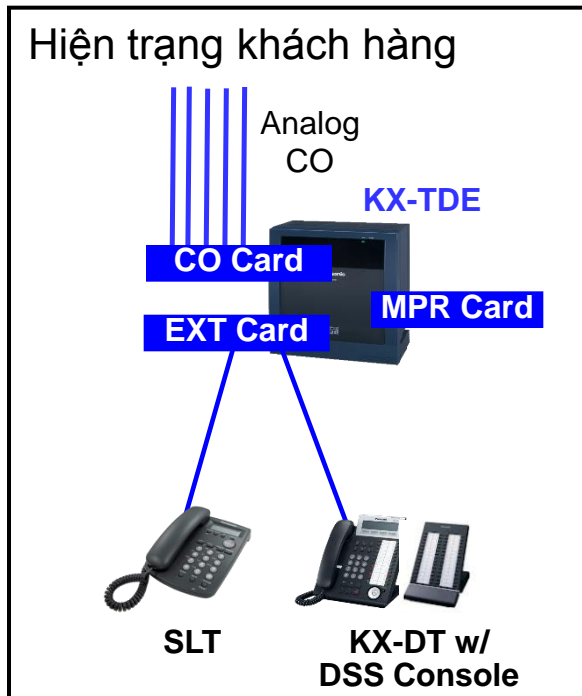 Hiện trạng khách hàng
Analog
CO
KX-TDE
CO Card
MPR Card
EXT Card
SLT
KX-DT w/
DSS Console